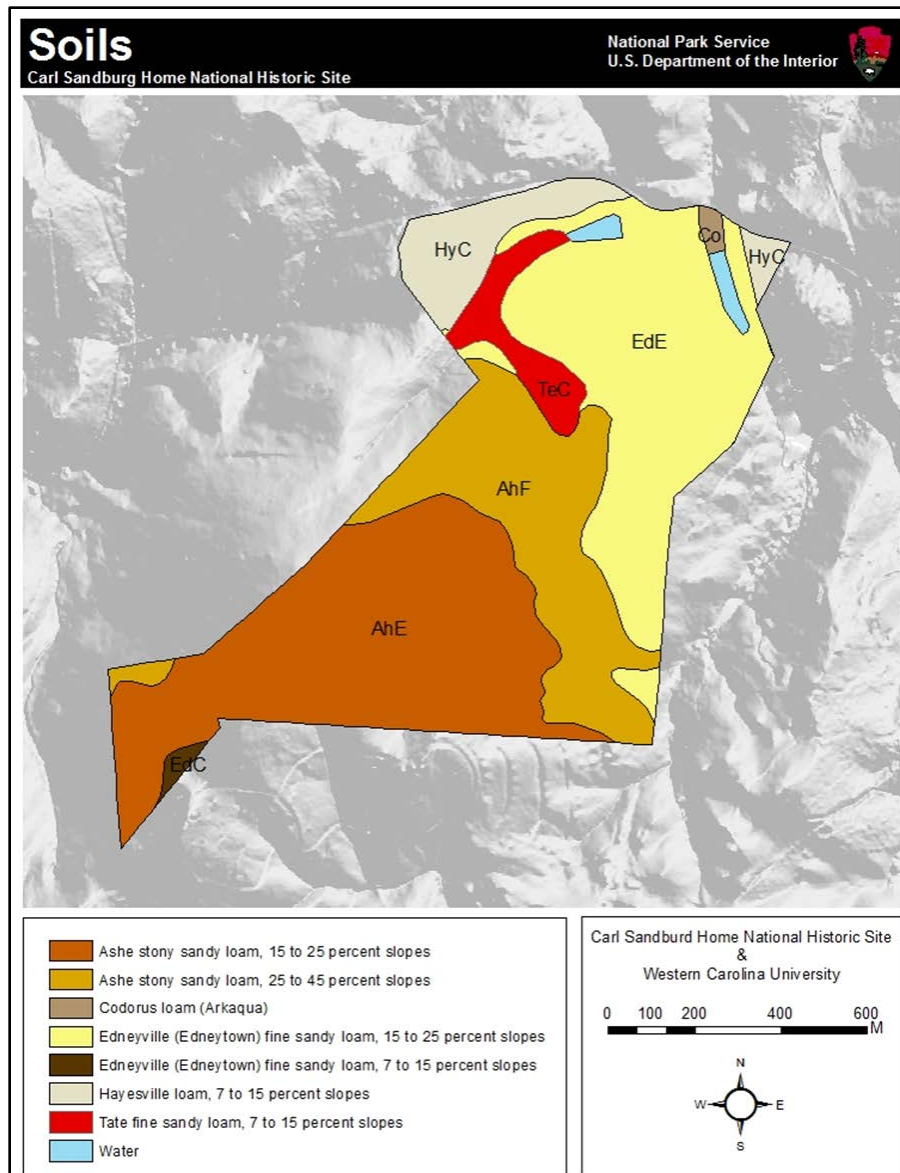 Soils
Carl Sandburg Home National Historic Site
National Park Service
U.S. Department of the Interior
HyC
Co
HyC
EdE
TeC
AhF
AhE
EdC
Ashe stony sandy loam, 15 to 25 percent slopes
Ashe stony sandy loam, 25 to 45 percent slopes
Codorus loam (Arkaqua)
Edneyville (Edneytown) fine sandy loam, 15 to 25 percent slopes
Edneyville (Edneytown) fine sandy loam, 7 to 15 percent slopes
Hayesville loam, 7 to 15 percent slopes
Tate fine sandy loam, 7 to 15 percent slopes
Water
Carl Sandburd Home National Historic Site
&
Western Carolina University
0 100 200 400 600
M
N
W E
S